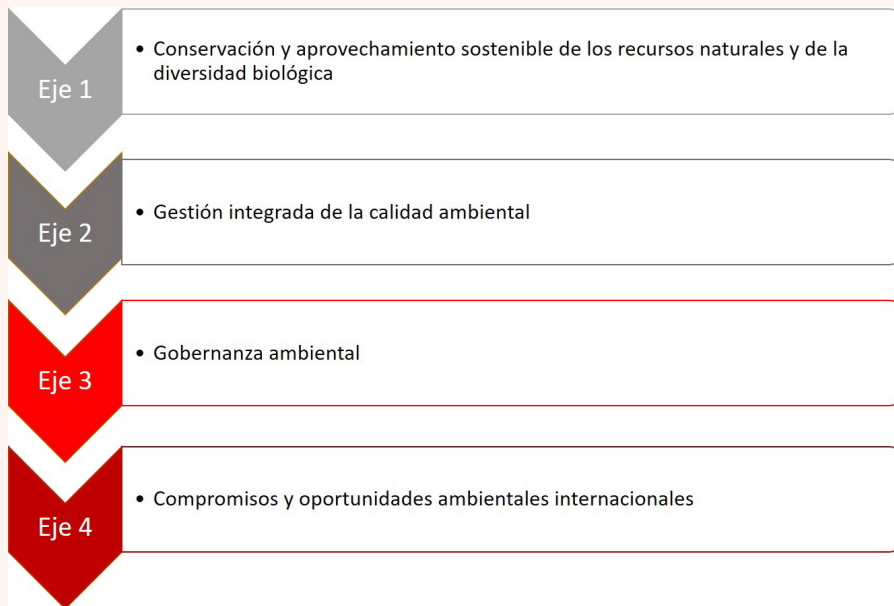 Eje 1
• Conservación y aprovechamiento sostenible de los recursos naturales y de la
diversidad biológica
Eje 2
• Gestión integrada de la calidad ambiental
Eje 3
• Gobernanza ambiental
Eje 4
• Compromisos y oportunidades ambientales internacionales